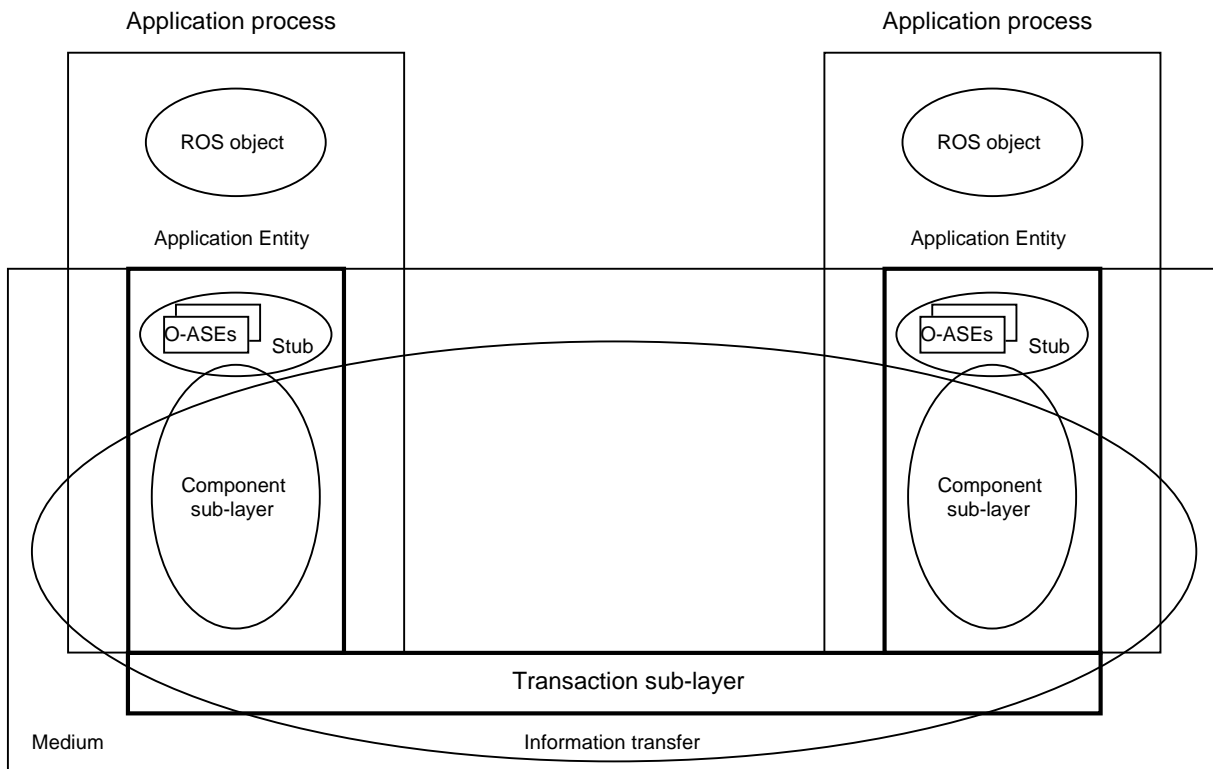 Application process
Application process
ROS object
ROS object
Application Entity
Application Entity
O-ASEs
Stub
O-ASEs
Stub
Component
sub-layer
Component
sub-layer
Transaction sub-layer
Medium
Information transfer